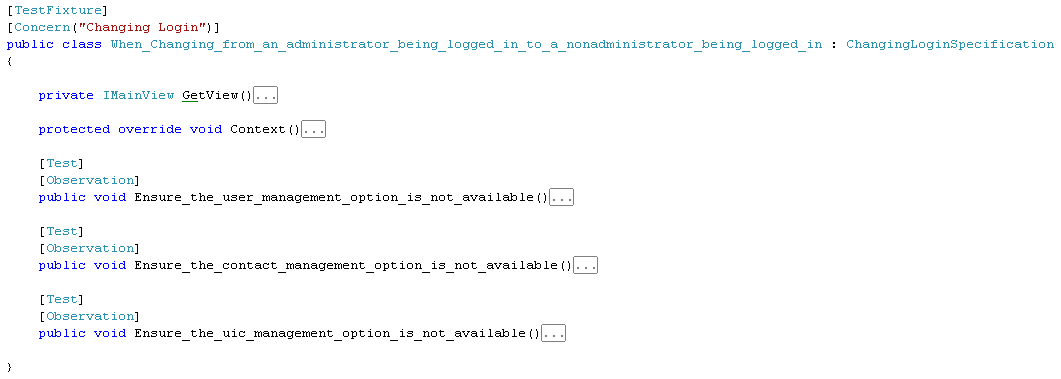 [TestFixture]
[Concern("Changing Login")]
public class When_Changing_from_an_administrator_being_logged_in_to_a_nonadministrator_being_logged_in : ChangingLoginSpecification
{
private IMainView GetView()...
protected override void Context()...
[Test]
[Observation]
public void Ensure_the_user_management_option_is_not_available()...
[Test]
[Observation]
public void Ensure_the_contact_management_option_is_not_available()...
[Test]
[Observation]
public void Ensure_the_uic_management_option_is_not_available()...
}